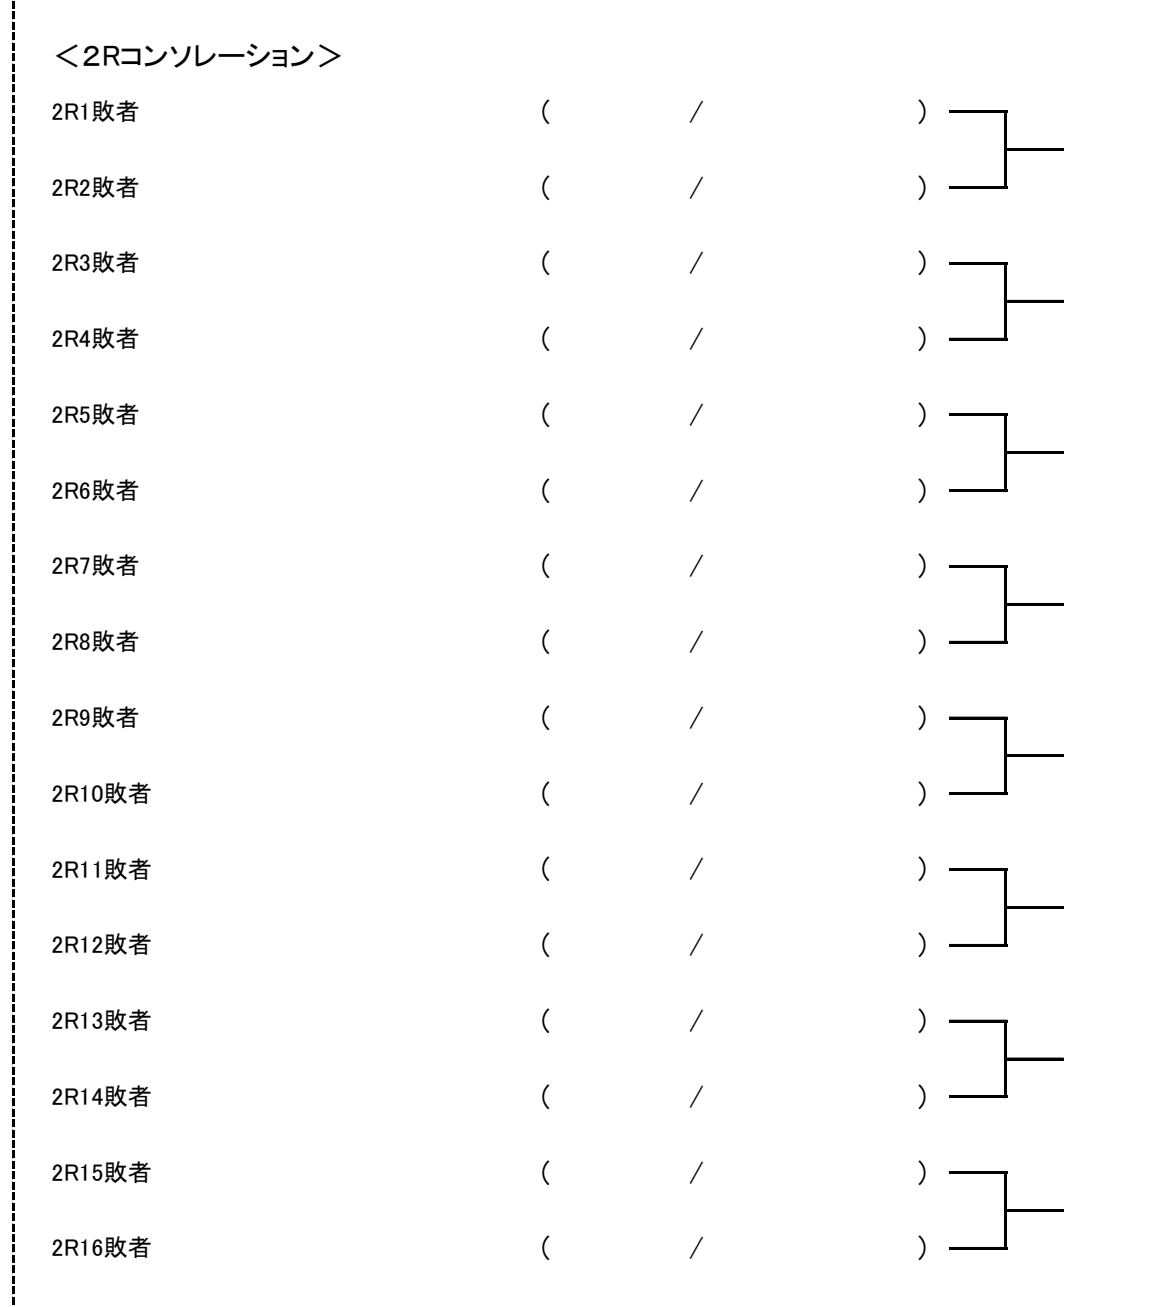 ＜２Rコンソレーション＞
2R1敗者 ( / )
2R2敗者 ( / )
2R3敗者 ( / )
2R4敗者 ( / )
2R5敗者 ( / )
2R6敗者 ( / )
2R7敗者 ( / )
2R8敗者 ( / )
2R9敗者 ( / )
2R10敗者 ( / )
2R11敗者 ( / )
2R12敗者 ( / )
2R13敗者 ( / )
2R14敗者 ( / )
2R15敗者 ( / )
2R16敗者 ( / )